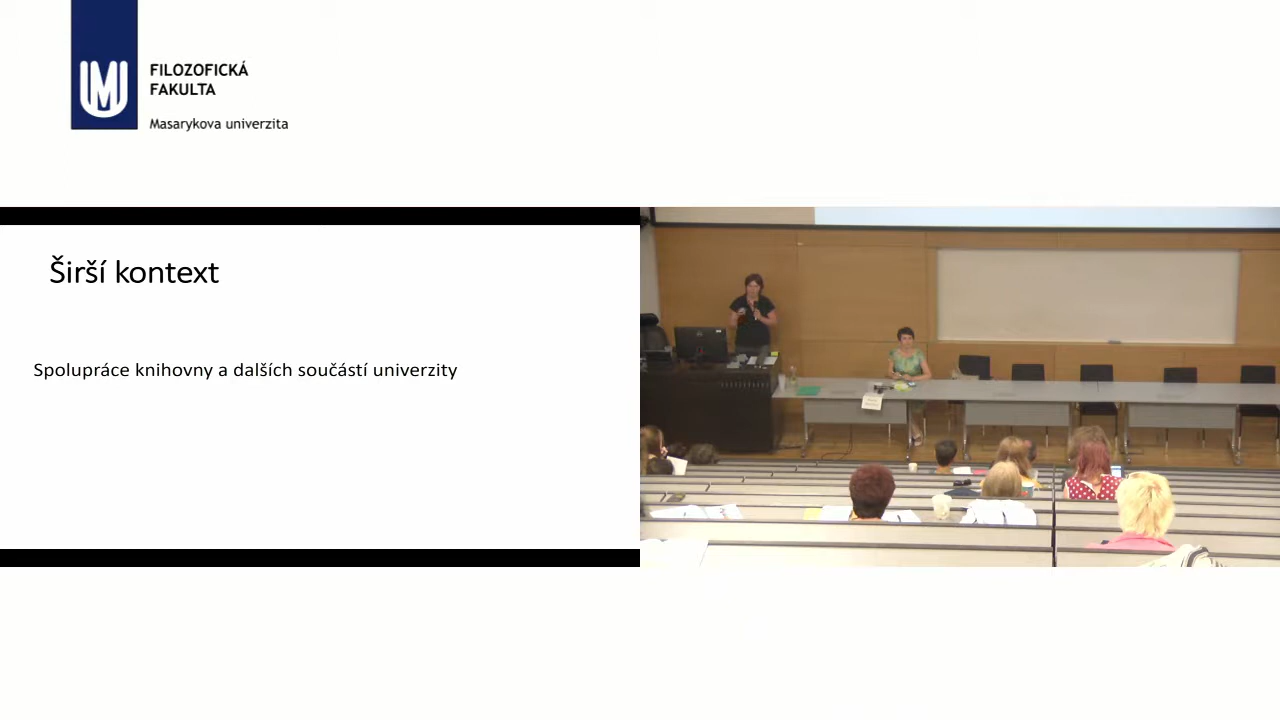 FILOZOFICKÁ
FAKULTA
Masarykova univerzita
Širší kontext
Spolupráce knihovny a dalších součástí univerzity